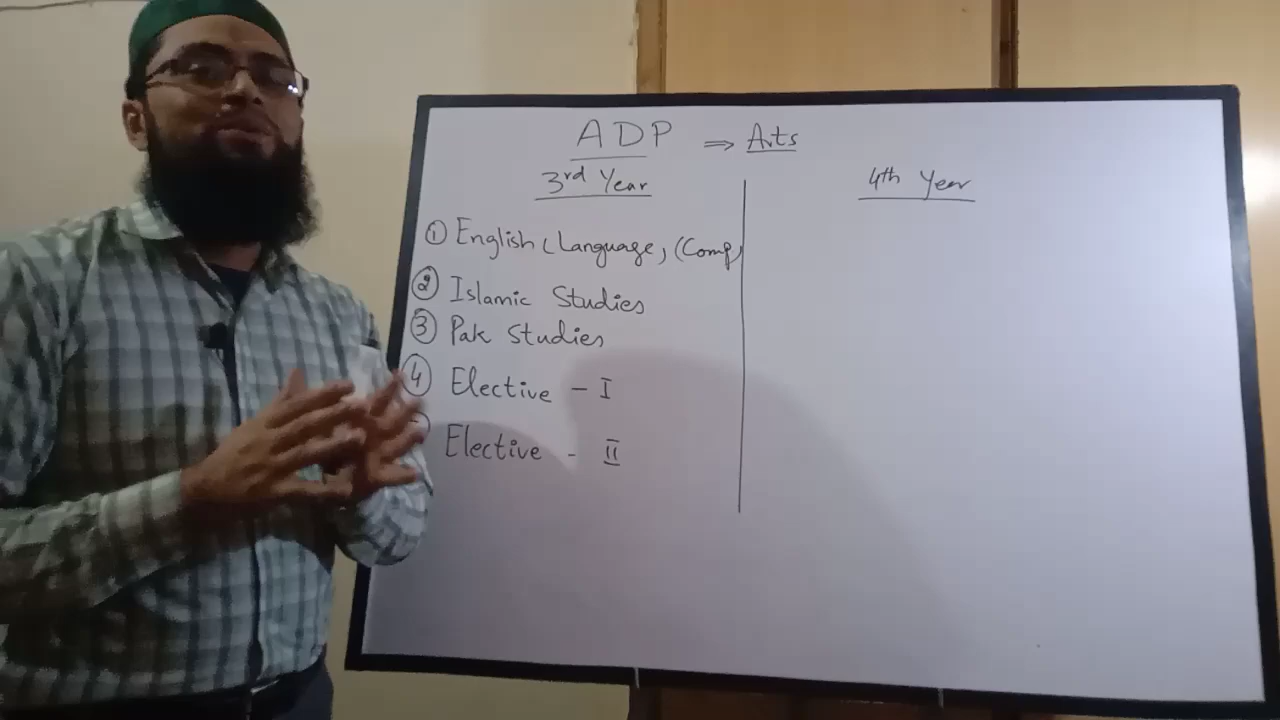 ADP ⇒ Arts
3rd Year
① English (Language, (Comp)
② Islamic Studies
③ Pak Studies
④ Elective - I
Elective - II
4th Year